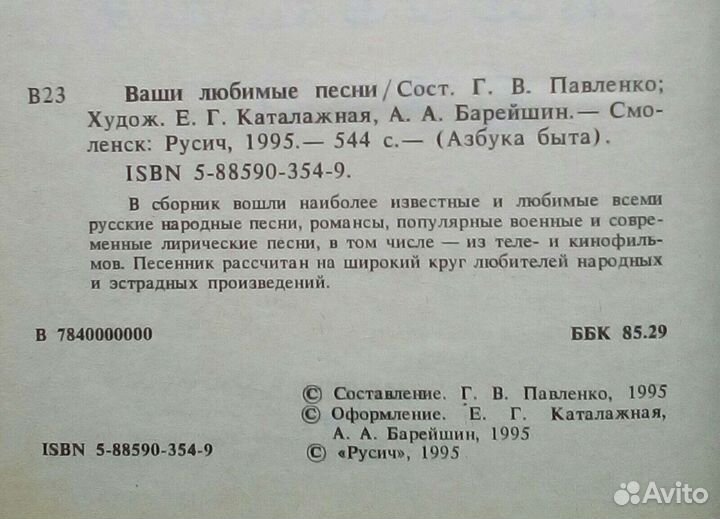 В23 Ваши любимые песни/Сост. Г. В. Павленко;
Худож. Е. Г. Каталажная, А. А. Барейшин.— Смо-
ленск: Русич, 1995.— 544 с.— (Азбука быта).
ISBN 5-88590-354-9.
В сборник вошли наиболее известные и любимые всеми
русские народные песни, романсы, популярные военные и совре-
менные лирические песни, в том числе — из теле- и кинофиль-
мов. Песенник рассчитан на широкий круг любителей народных
и эстрадных произведений.
В 7840000000 ББК 85.29
© Составление. Г. В. Павленко, 1995
© Оформление. Е. Г. Каталажная,
А. А. Барейшин, 1995
ISBN 5-88590-354-9 © «Русич», 1995
Avito